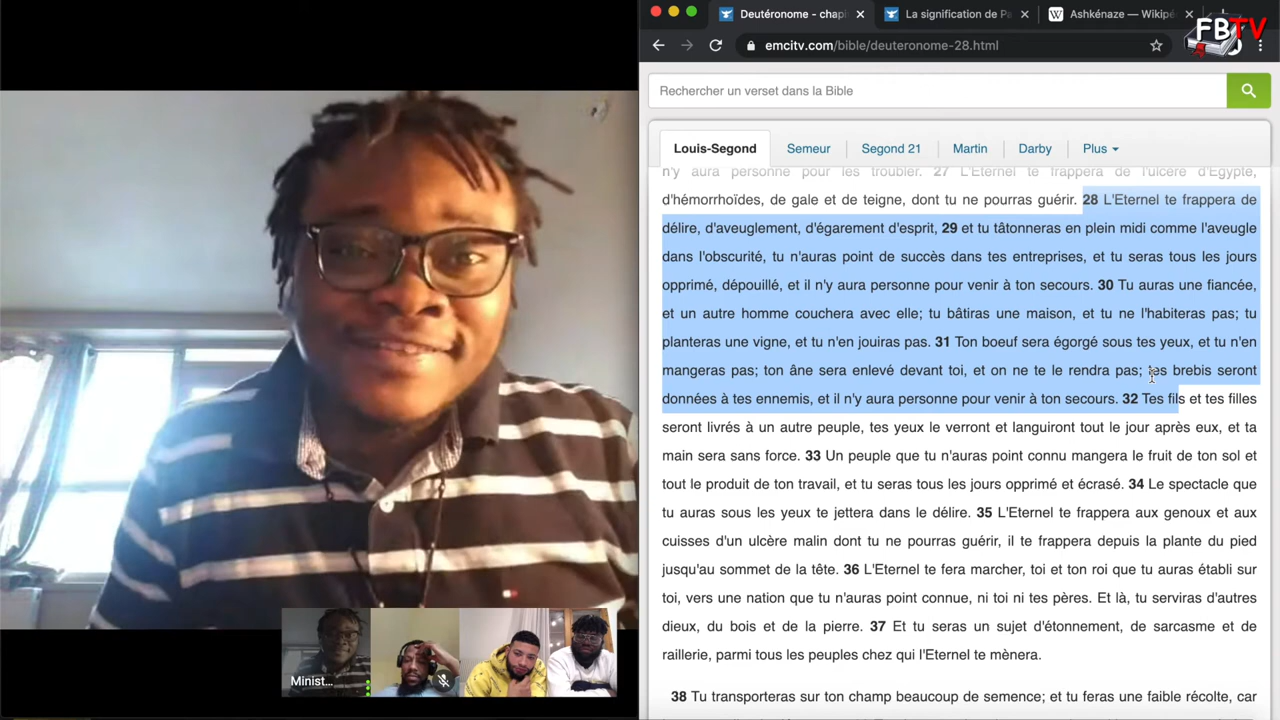 Deutéronome - chapi
La signification de Pa
Ashkénaze — Wikipé
FBTV
emcitv.com/bible/deuteronome-28.html
Rechercher un verset dans la Bible
Louis-Segond
Semeur
Segond 21
Martin
Darby
Plus
n'y aura personne pour les troubler. 27 L'Eternel te frappera de l'ulcère d'Egypte,
d'hémorrhoïdes, de gale et de teigne, dont tu ne pourras guérir. 28 L'Eternel te frappera de
délire, d'aveuglement, d'égarement d'esprit, 29 et tu tâtonneras en plein midi comme l'aveugle
dans l'obscurité, tu n'auras point de succès dans tes entreprises, et tu seras tous les jours
opprimé, dépouillé, et il n'y aura personne pour venir à ton secours. 30 Tu auras une fiancée,
et un autre homme couchera avec elle; tu bâtiras une maison, et tu ne l'habiteras pas; tu
planteras une vigne, et tu n'en jouiras pas. 31 Ton boeuf sera égorgé sous tes yeux, et tu n'en
mangeras pas; ton âne sera enlevé devant toi, et on ne te le rendra pas; tes brebis seront
données à tes ennemis, et il n'y aura personne pour venir à ton secours. 32 Tes fils et tes filles
seront livrés à un autre peuple, tes yeux le verront et languiront tout le jour après eux, et ta
main sera sans force. 33 Un peuple que tu n'auras point connu mangera le fruit de ton sol et
tout le produit de ton travail, et tu seras tous les jours opprimé et écrasé. 34 Le spectacle que
tu auras sous les yeux te jettera dans le délire. 35 L'Eternel te frappera aux genoux et aux
cuisses d'un ulcère malin dont tu ne pourras guérir, il te frappera depuis la plante du pied
jusqu'au sommet de la tête. 36 L'Eternel te fera marcher, toi et ton roi que tu auras établi sur
toi, vers une nation que tu n'auras point connue, ni toi ni tes pères. Et là, tu serviras d'autres
dieux, du bois et de la pierre. 37 Et tu seras un sujet d'étonnement, de sarcasme et de
raillerie, parmi tous les peuples chez qui l'Eternel te mènera.
38 Tu transporteras sur ton champ beaucoup de semence; et tu feras une faible récolte, car
Minist...